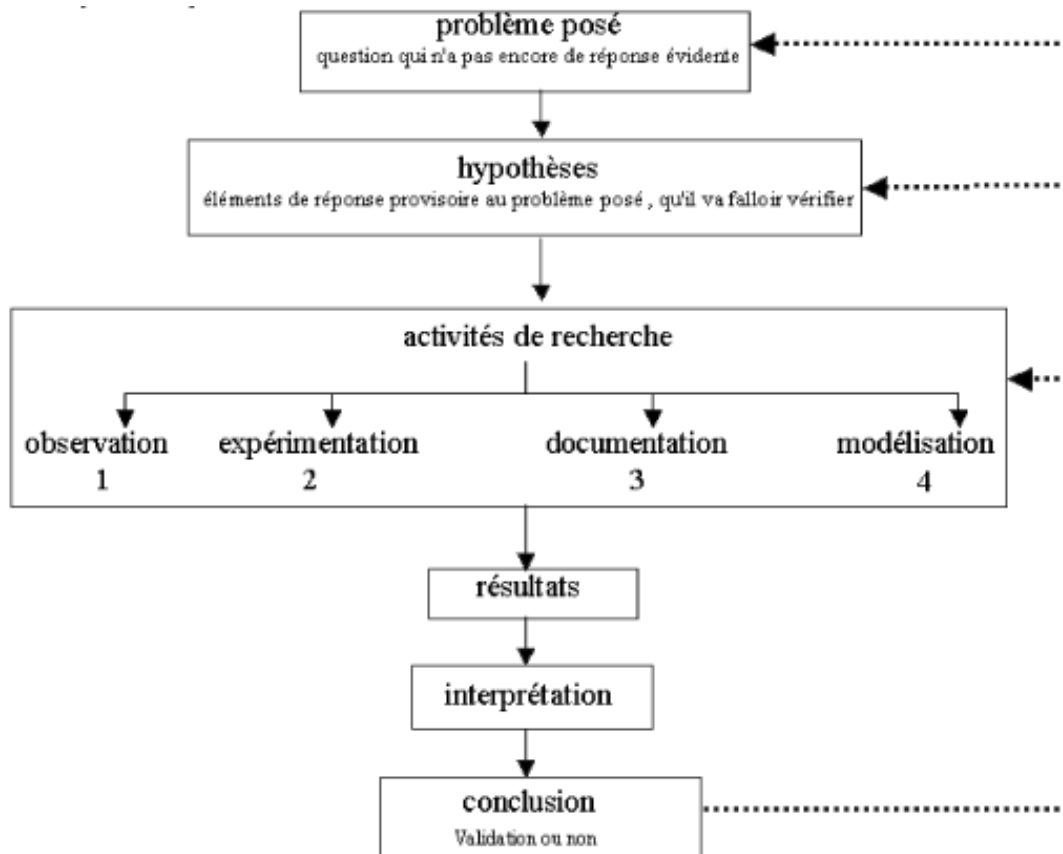 problème posé
question qui n'a pas encore de réponse évidente
hypothèses
éléments de réponse provisoire au problème posé , qu'il va falloir vérifier
activités de recherche
observation expérimentation documentation modélisation
1 2 3 4
résultats
interprétation
conclusion
Validation ou non